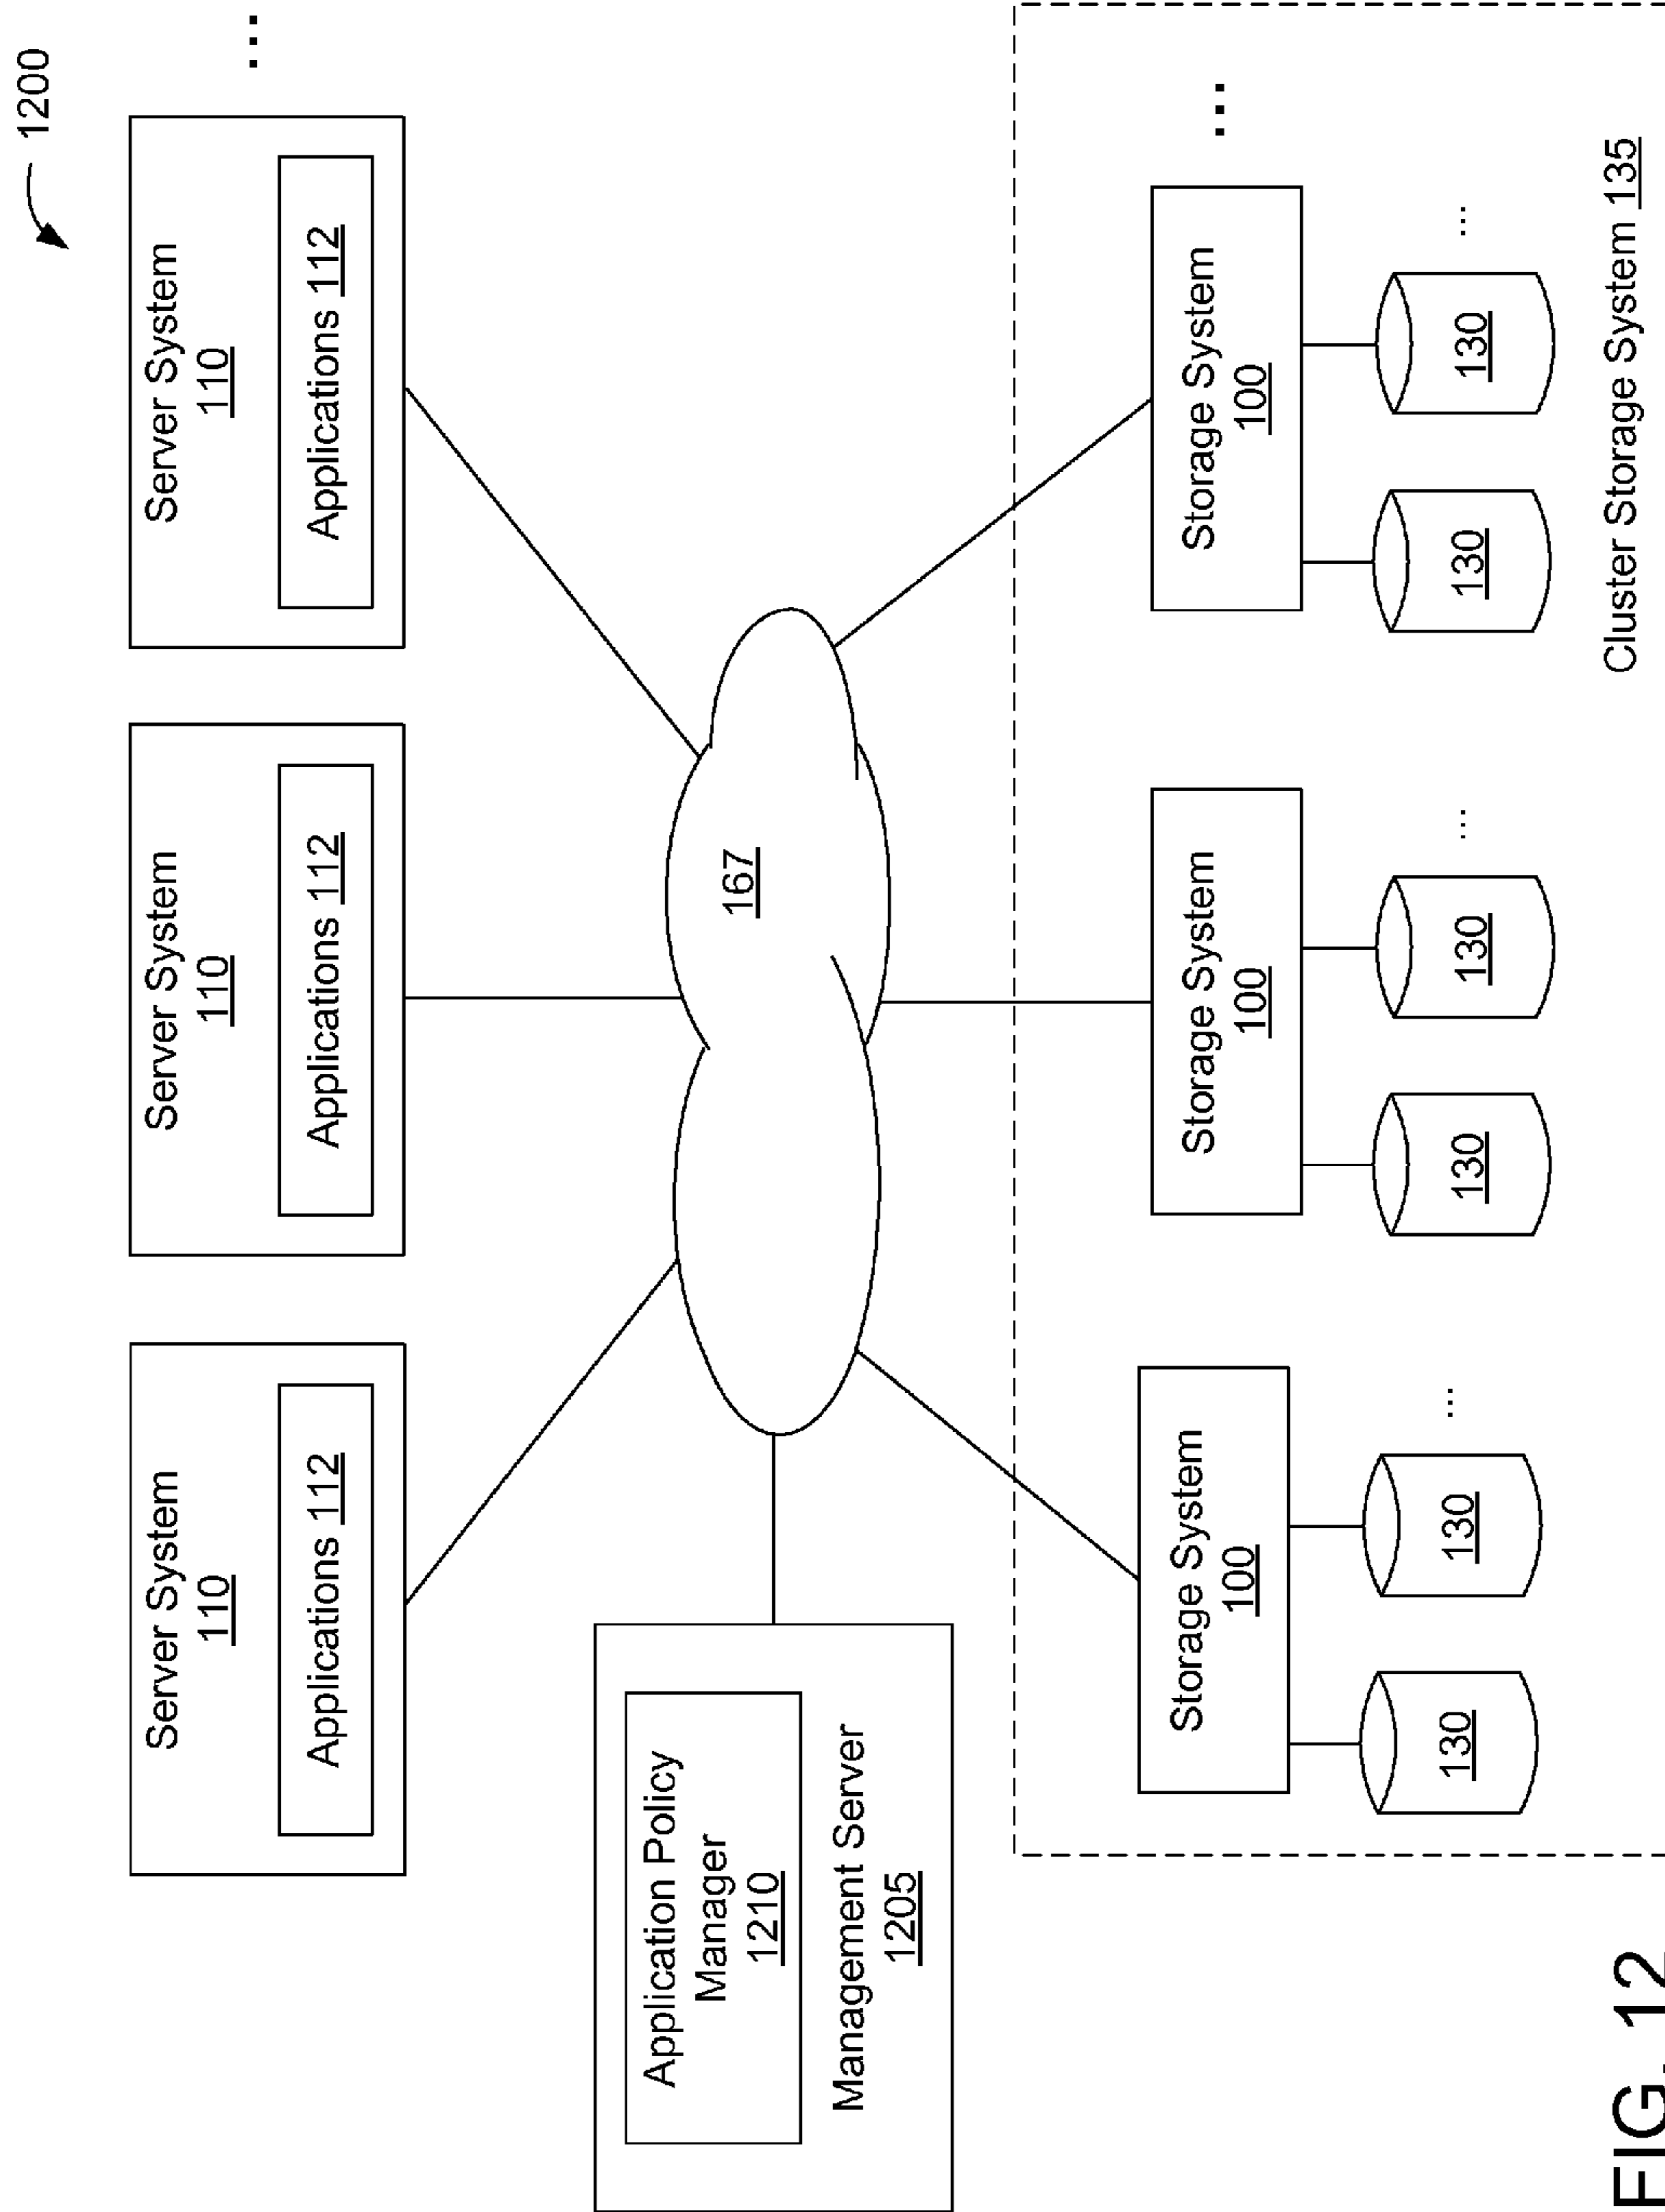 1200
Server System
110
Applications 112
Server System
110
Applications 112
Server System
110
Applications 112
...
Application Policy
Manager
1210
Management Server
1205
167
Storage System
100
130
130
...
Storage System
100
130
130
...
Storage System
100
130
130
...
...
Cluster Storage System 135
FIG. 12